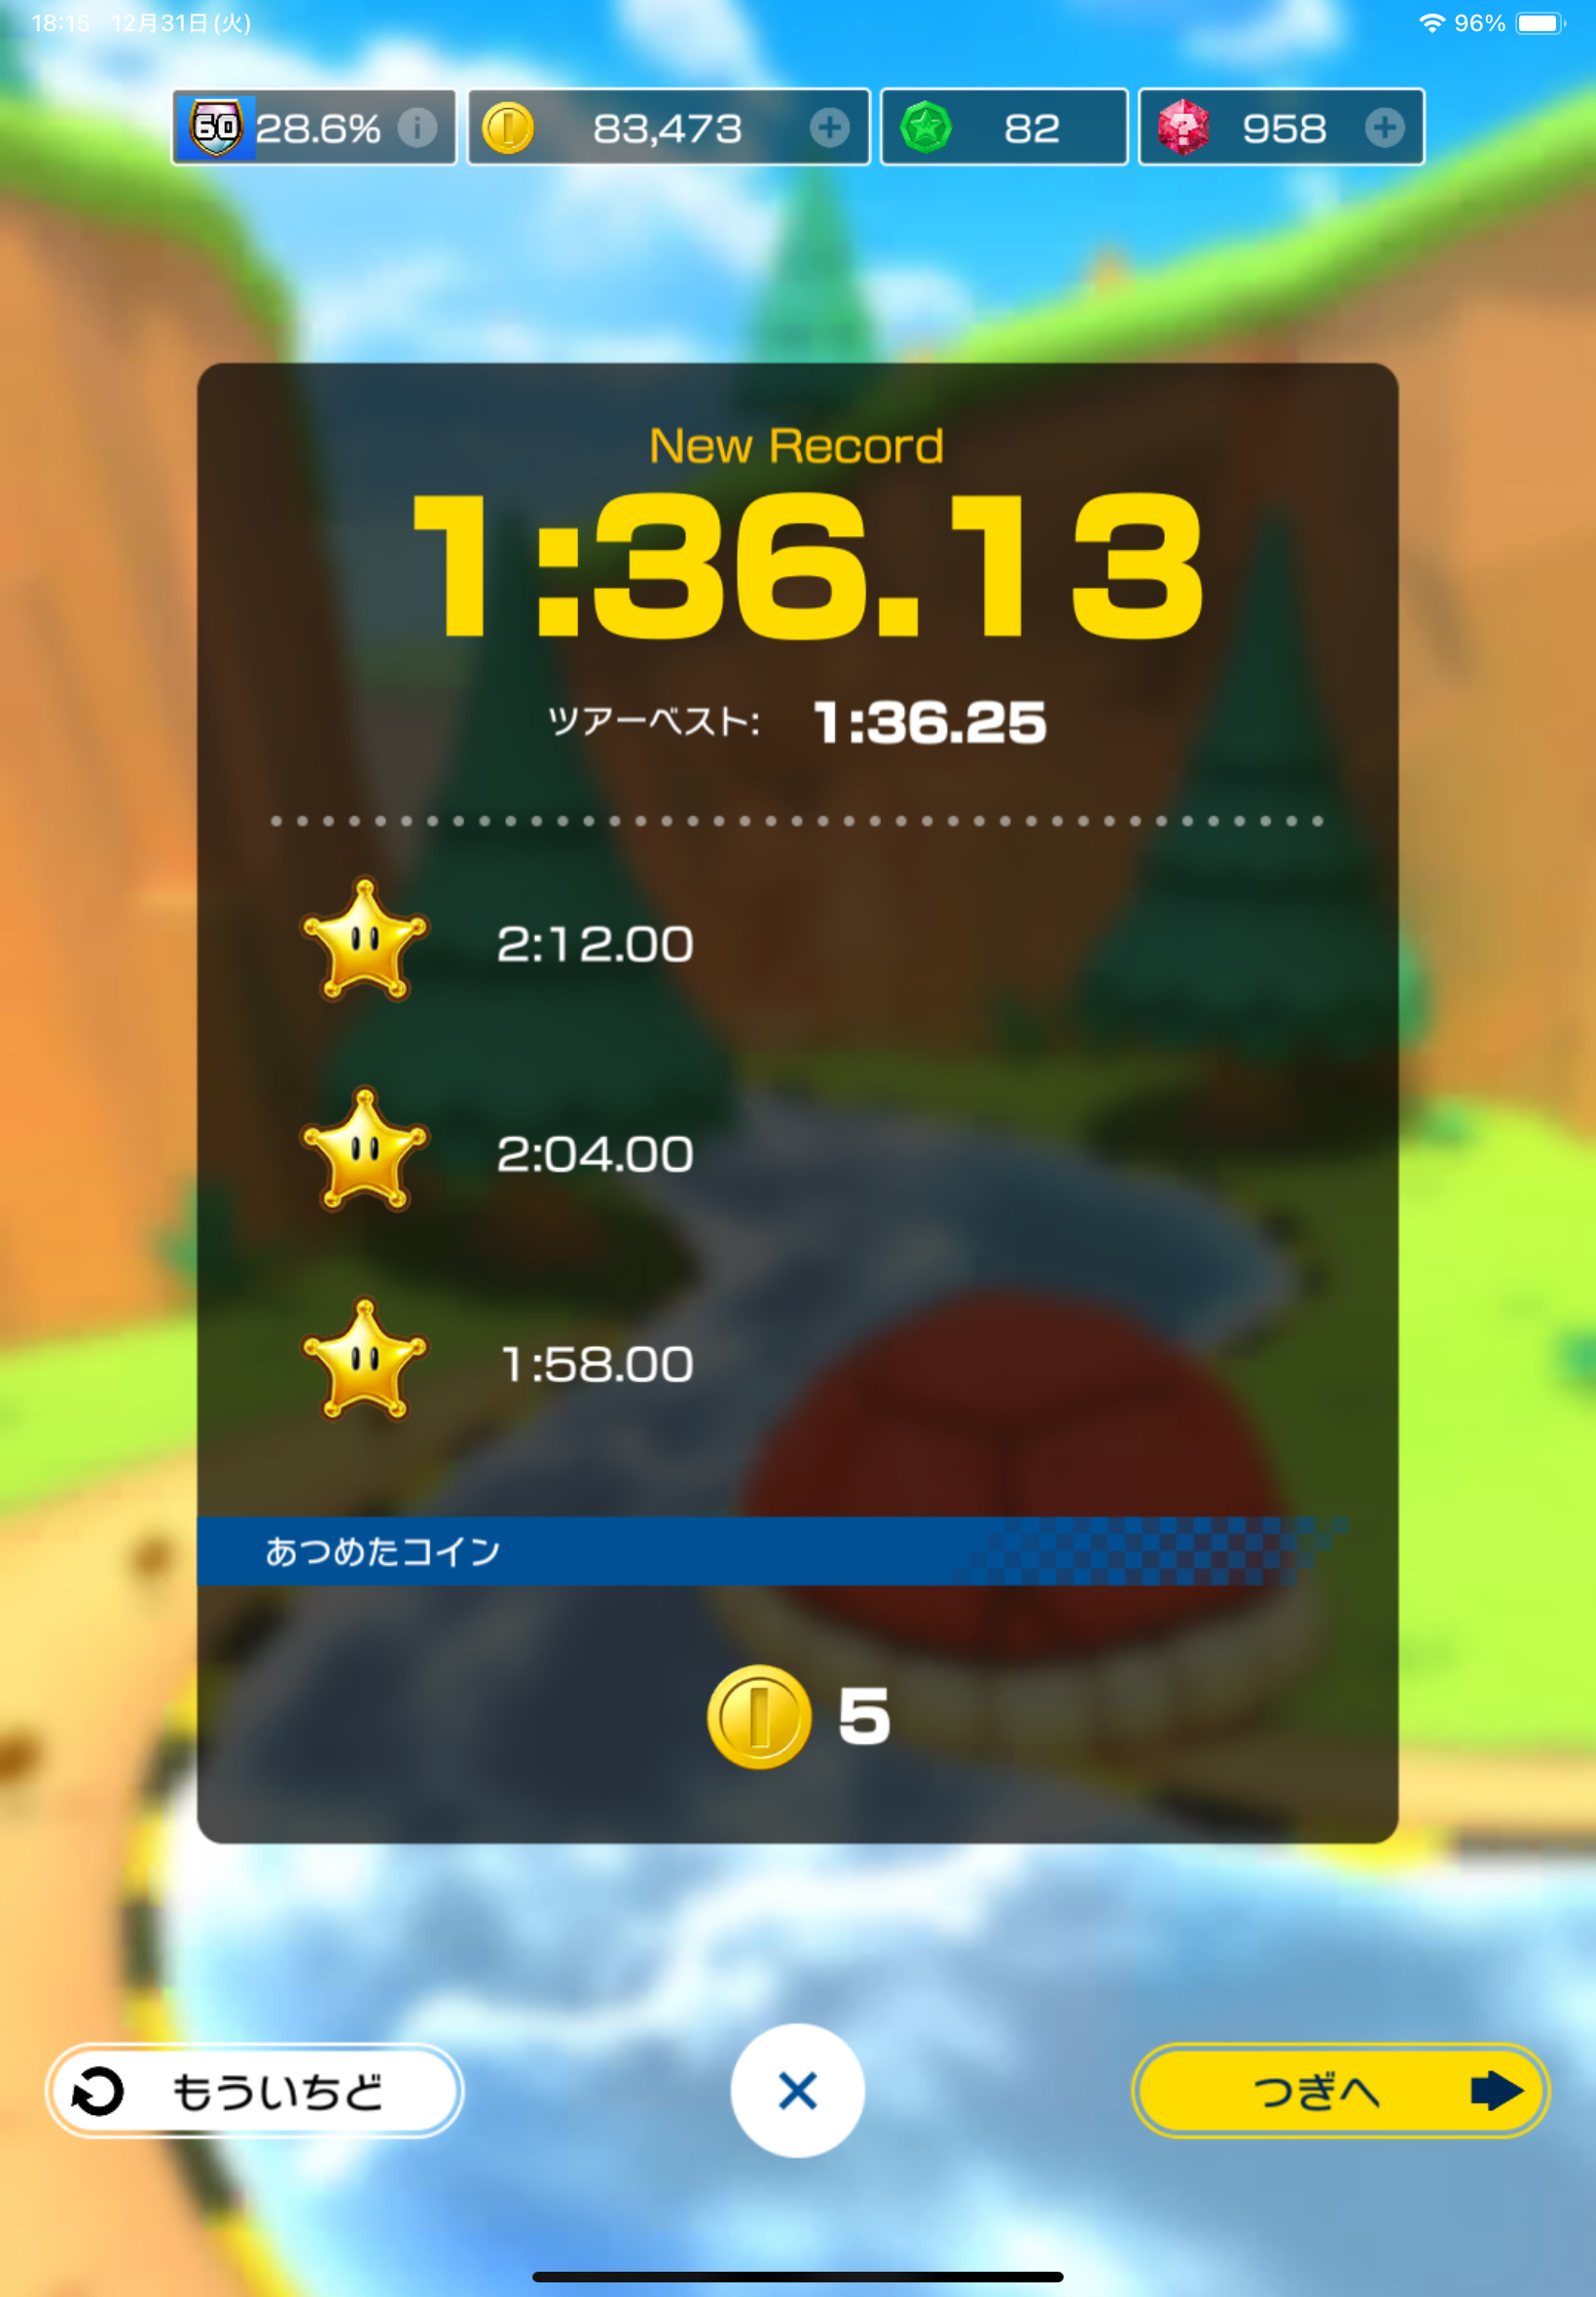 18:15 12月31日(火)
96%
60 28.6% i 83,473 + 82 ? 958 +
New Record
1:36.13
ツアーベスト: 1:36.25
2:12.00
2:04.00
1:58.00
あつめたコイン
5
もういちど × つぎへ